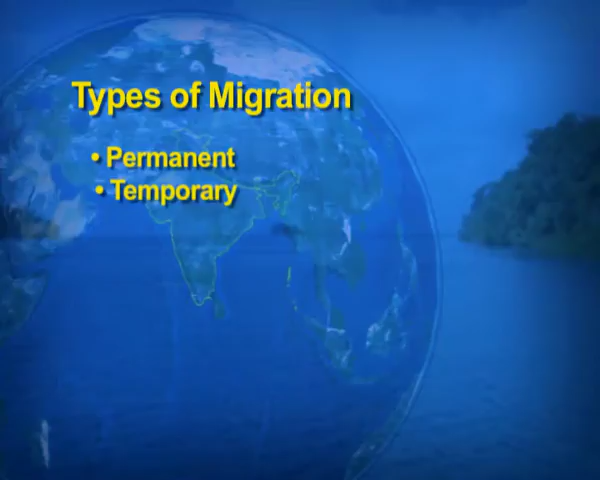 Types of Migration
• Permanent
• Temporary